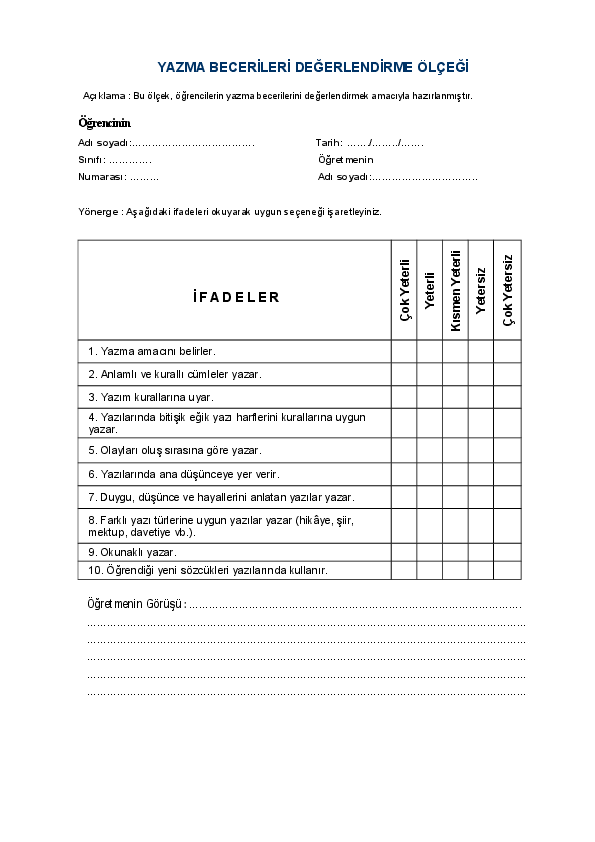 YAZMA BECERİLERİ DEĞERLENDİRME ÖLÇEĞİ
Açıklama : Bu ölçek, öğrencilerin yazma becerilerini değerlendirmek amacıyla hazırlanmıştır.
Öğrencinin
Adı soyadı:………………………………. Tarih: ……./……../…….
Sınıfı: …………. Öğretmenin
Numarası: ……… Adı soyadı:…………………………..
Yönerge : Aşağıdaki ifadeleri okuyarak uygun seçeneği işaretleyiniz.
İFADELER
Çok Yeterli
Yeterli
Kısmen Yeterli
Yetersiz
Çok Yetersiz
1. Yazma amacını belirler.
2. Anlamlı ve kurallı cümleler yazar.
3. Yazım kurallarına uyar.
4. Yazılarında bitişik eğik yazı harflerini kurallarına uygun
yazar.
5. Olayları oluş sırasına göre yazar.
6. Yazılarında ana düşünceye yer verir.
7. Duygu, düşünce ve hayallerini anlatan yazılar yazar.
8. Farklı yazı türlerine uygun yazılar yazar (hikâye, şiir,
mektup, davetiye vb.).
9. Okunaklı yazar.
10. Öğrendiği yeni sözcükleri yazılarında kullanır.
Öğretmenin Görüşü : ………………………………………………………………………………………
……………………………………………………………………………………………………………………
……………………………………………………………………………………………………………………
……………………………………………………………………………………………………………………
……………………………………………………………………………………………………………………
……………………………………………………………………………………………………………………